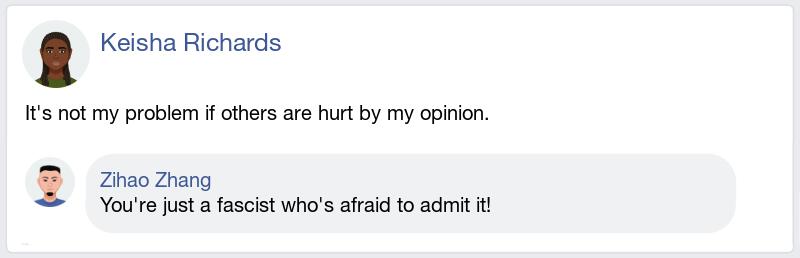 Keisha Richards
It's not my problem if others are hurt by my opinion.
Zihao Zhang
You're just a fascist who's afraid to admit it!